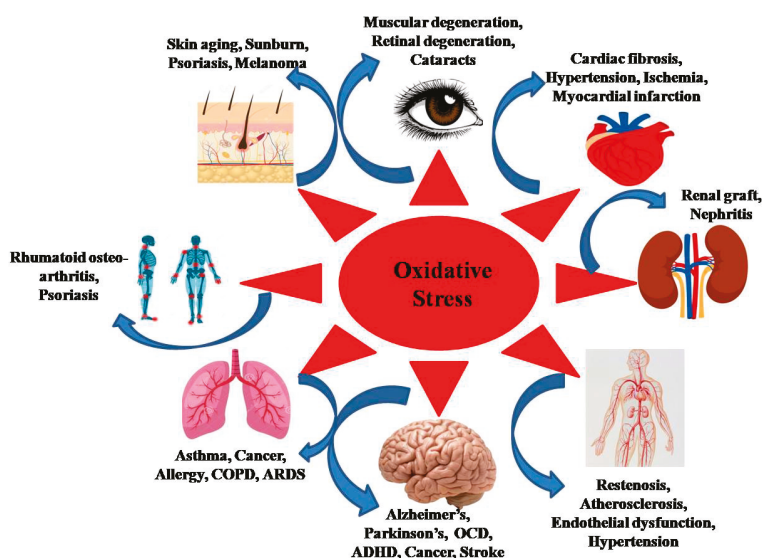 Skin aging, Sunburn,
Psoriasis, Melanoma
Muscular degeneration,
Retinal degeneration,
Cataracts
Cardiac fibrosis,
Hypertension, Ischemia,
Myocardial infarction
Renal graft,
Nephritis
Rhumatoid osteo-
arthritis,
Psoriasis
Oxidative
Stress
Asthma, Cancer,
Allergy, COPD, ARDS
Alzheimer's,
Parkinson's, OCD,
ADHD, Cancer, Stroke
Restenosis,
Atherosclerosis,
Endothelial dysfunction,
Hypertension